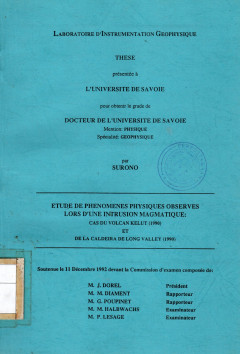 LABORATOIRE D'INSTRUMENTATION GEOPHYSIQUE
THESE
présentée à
L'UNIVERSITE DE SAVOIE
pour obtenir le grade de
DOCTEUR DE L'UNIVERSITE DE SAVOIE
Mention: PHYSIQUE
Spécialité: GEOPHYSIQUE
par
SURONO
ETUDE DE PHENOMENES PHYSIQUES OBSERVES
LORS D'UNE INTRUSION MAGMATIQUE:
CAS DU VOLCAN KELUT (1990)
ET
DE LA CALDEIRA DE LONG VALLEY (1990)
Soutenue le 11 Décembre 1992 devant la Commission d'examen composée de:
M. J. DOREL Président
M. M. DIAMENT Rapporteur
M. G. POUPINET Rapporteur
M. M. HALBWACHS Examinateur
M. P. LESAGE Examinateur